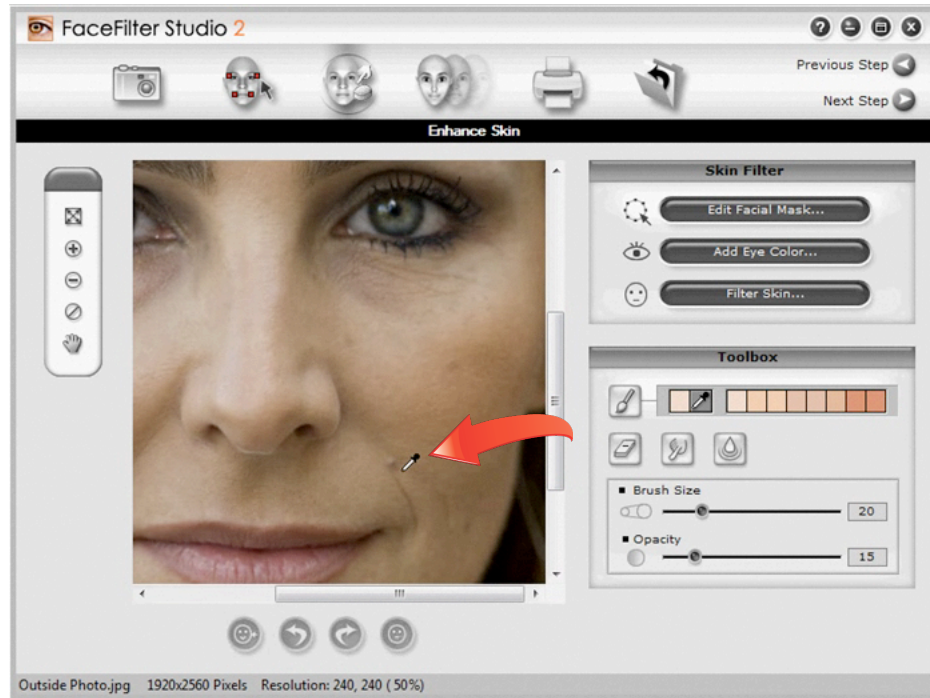 FaceFilter Studio 2
Previous Step
Next Step
Enhance Skin
Skin Filter
Edit Facial Mask...
Add Eye Color...
Filter Skin...
Toolbox
Brush Size
20
Opacity
15
Outside Photo.jpg 1920x2560 Pixels Resolution: 240, 240 ( 50%)